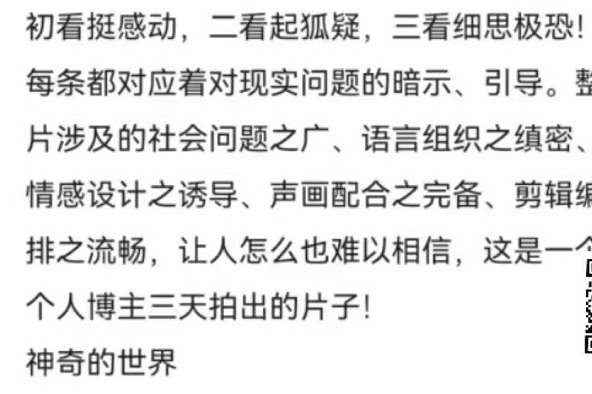 初看挺感动，二看起狐疑，三看细思极恐！
每条都对应着对现实问题的暗示、引导。整
片涉及的社会问题之广、语言组织之缜密、
情感设计之诱导、声画配合之完备、剪辑编
排之流畅，让人怎么也难以相信，这是一个
个人博主三天拍出的片子！
神奇的世界